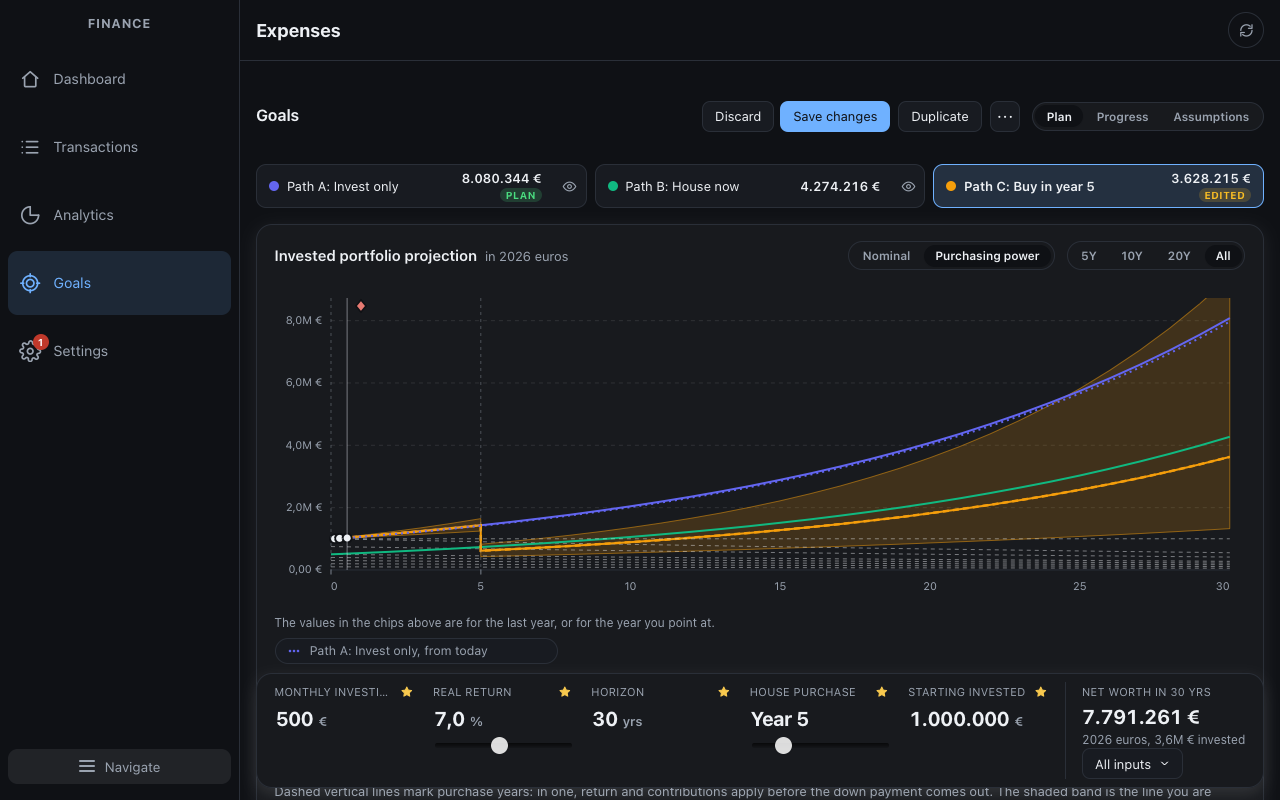 FINANCE
Dashboard
Transactions
Analytics
Goals
1
Settings
Navigate
Expenses
Goals
Discard
Save changes
Duplicate
...
Plan
Progress
Assumptions
Path A: Invest only
8.080.344 €
PLAN
Path B: House now
4.274.216 €
Path C: Buy in year 5
3.628.215 €
EDITED
Invested portfolio projection in 2026 euros
Nominal
Purchasing power
5Y
10Y
20Y
All
8,0M €
6,0M €
4,0M €
2,0M €
0,00 €
0
5
10
15
20
25
30
The values in the chips above are for the last year, or for the year you point at.
Path A: Invest only, from today
MONTHLY INVESTI...
500 €
REAL RETURN
7,0 %
HORIZON
30 yrs
HOUSE PURCHASE
Year 5
STARTING INVESTED
1.000.000 €
NET WORTH IN 30 YRS
7.791.261 €
2026 euros, 3,6M € invested
All inputs
Dashed vertical lines mark purchase years: in one, return and contributions apply before the down payment comes out. The shaded band is the line you are